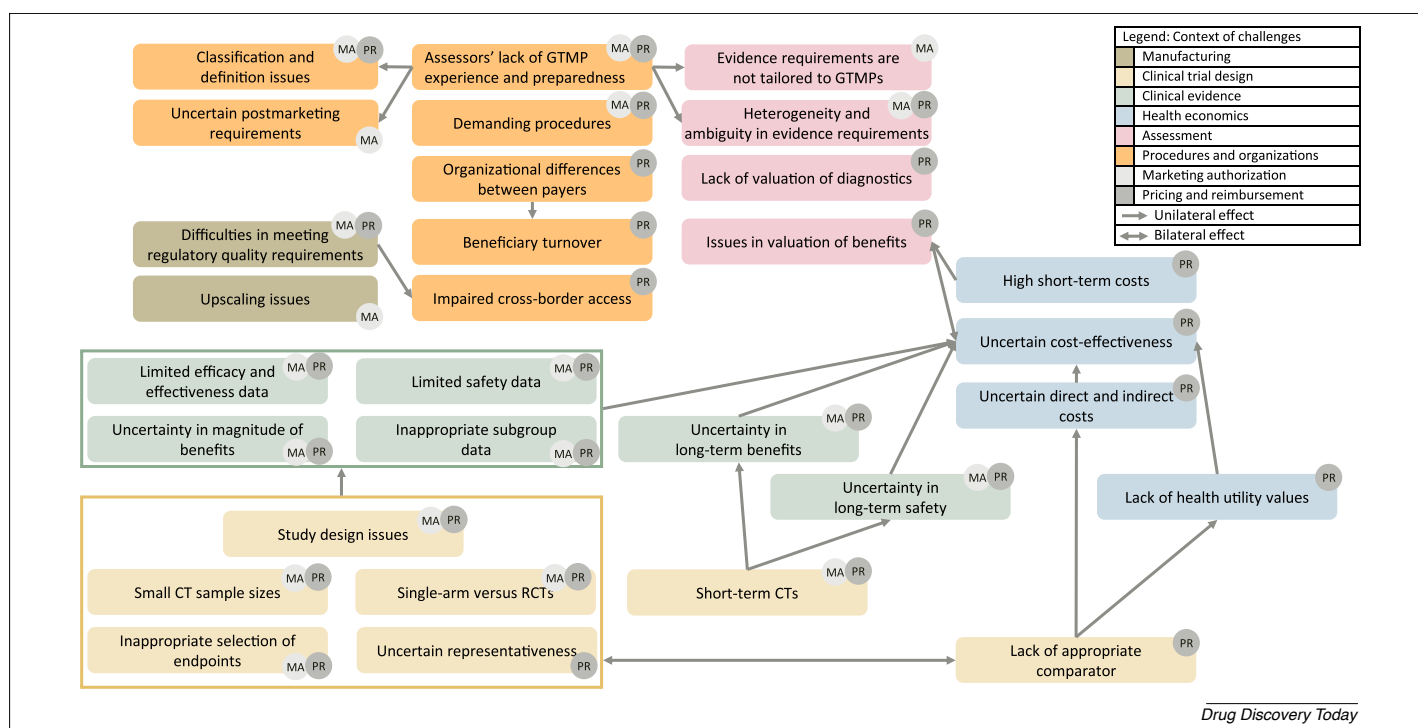 Classification and
definition issues
MA PR
Assessors' lack of GTMP
experience and preparedness
MA PR
Evidence requirements are
not tailored to GTMPs
MA
Uncertain postmarketing
requirements
MA
Demanding procedures
MA PR
Heterogeneity and
ambiguity in evidence requirements
MA PR
Organizational differences
between payers
PR
Lack of valuation of diagnostics
PR
Difficulties in meeting
regulatory quality requirements
MA PR
Beneficiary turnover
PR
Issues in valuation of benefits
PR
Upscaling issues
MA
Impaired cross-border access
PR
High short-term costs
PR
Uncertain cost-effectiveness
PR
Limited efficacy and
effectiveness data
MA PR
Limited safety data
MA PR
Uncertain direct and indirect
costs
PR
Uncertainty in magnitude of
benefits
MA PR
Inappropriate subgroup
data
MA PR
Uncertainty in
long-term benefits
MA PR
Uncertainty in
long-term safety
MA PR
Lack of health utility values
PR
Study design issues
MA PR
Small CT sample sizes
MA PR
Single-arm versus RCTs
MA PR
Short-term CTs
MA PR
Inappropriate selection of
endpoints
MA PR
Uncertain representativeness
PR
Lack of appropriate
comparator
PR
Legend: Context of challenges
Manufacturing
Clinical trial design
Clinical evidence
Health economics
Assessment
Procedures and organizations
Marketing authorization
Pricing and reimbursement
Unilateral effect
Bilateral effect
Drug Discovery Today